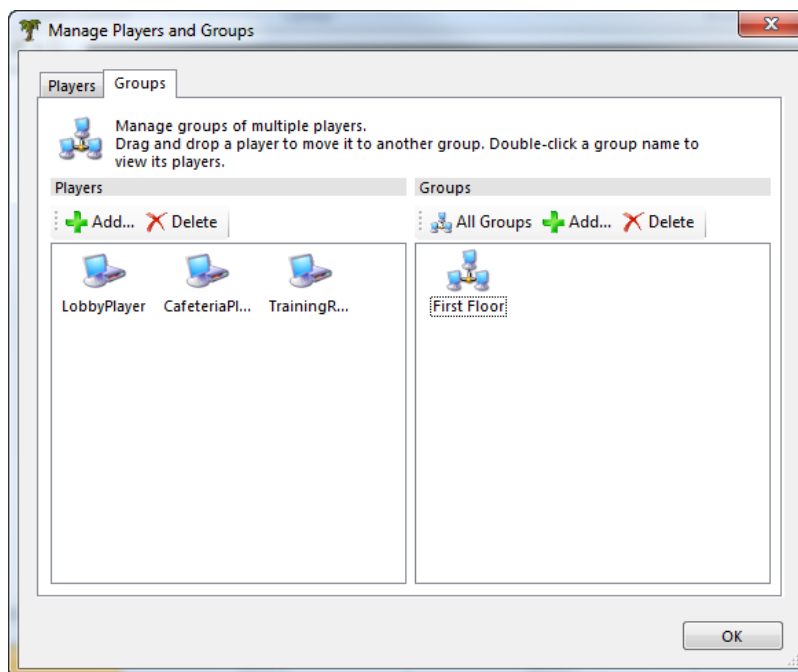 Manage Players and Groups
Players
Groups
Manage groups of multiple players.
Drag and drop a player to move it to another group. Double-click a group name to
view its players.
Players
Groups
Add...
Delete
All Groups
Add...
Delete
LobbyPlayer
CafeteriaPl...
TrainingR...
First Floor
OK